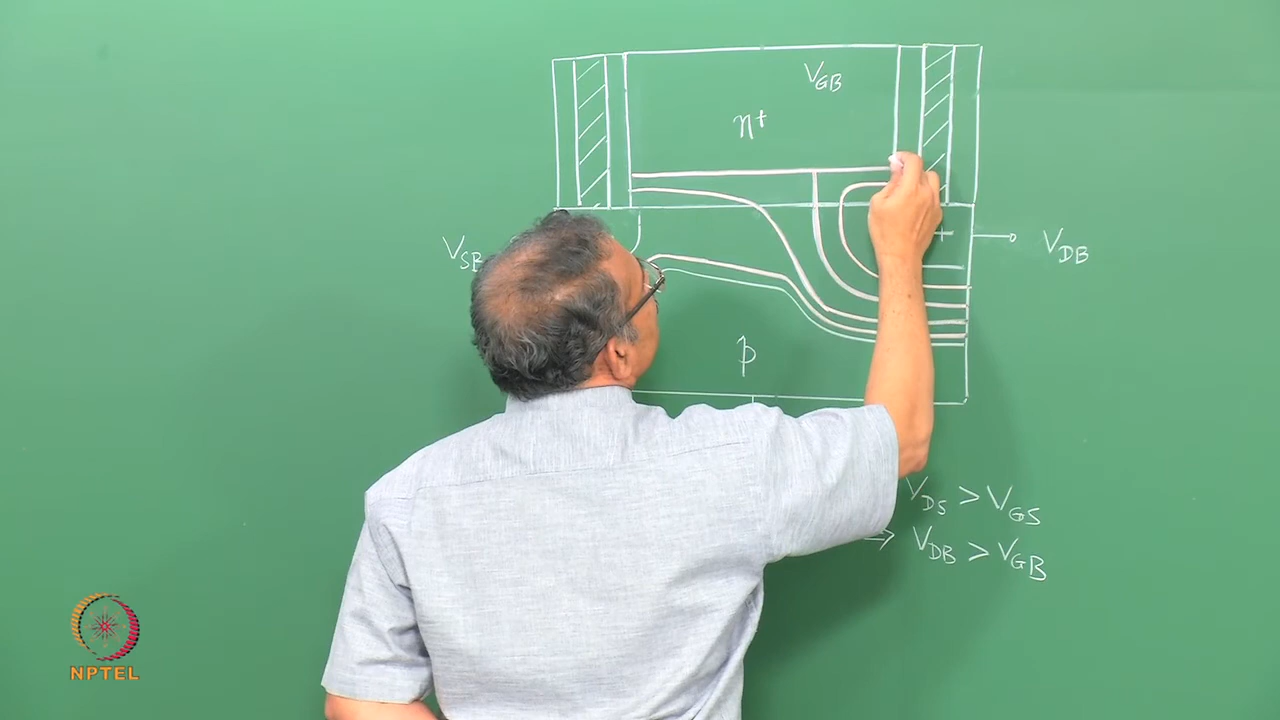 V_GB
n+
V_SB
+
V_DB
p
V_DS > V_GS
⇒ V_DB > V_GB
NPTEL